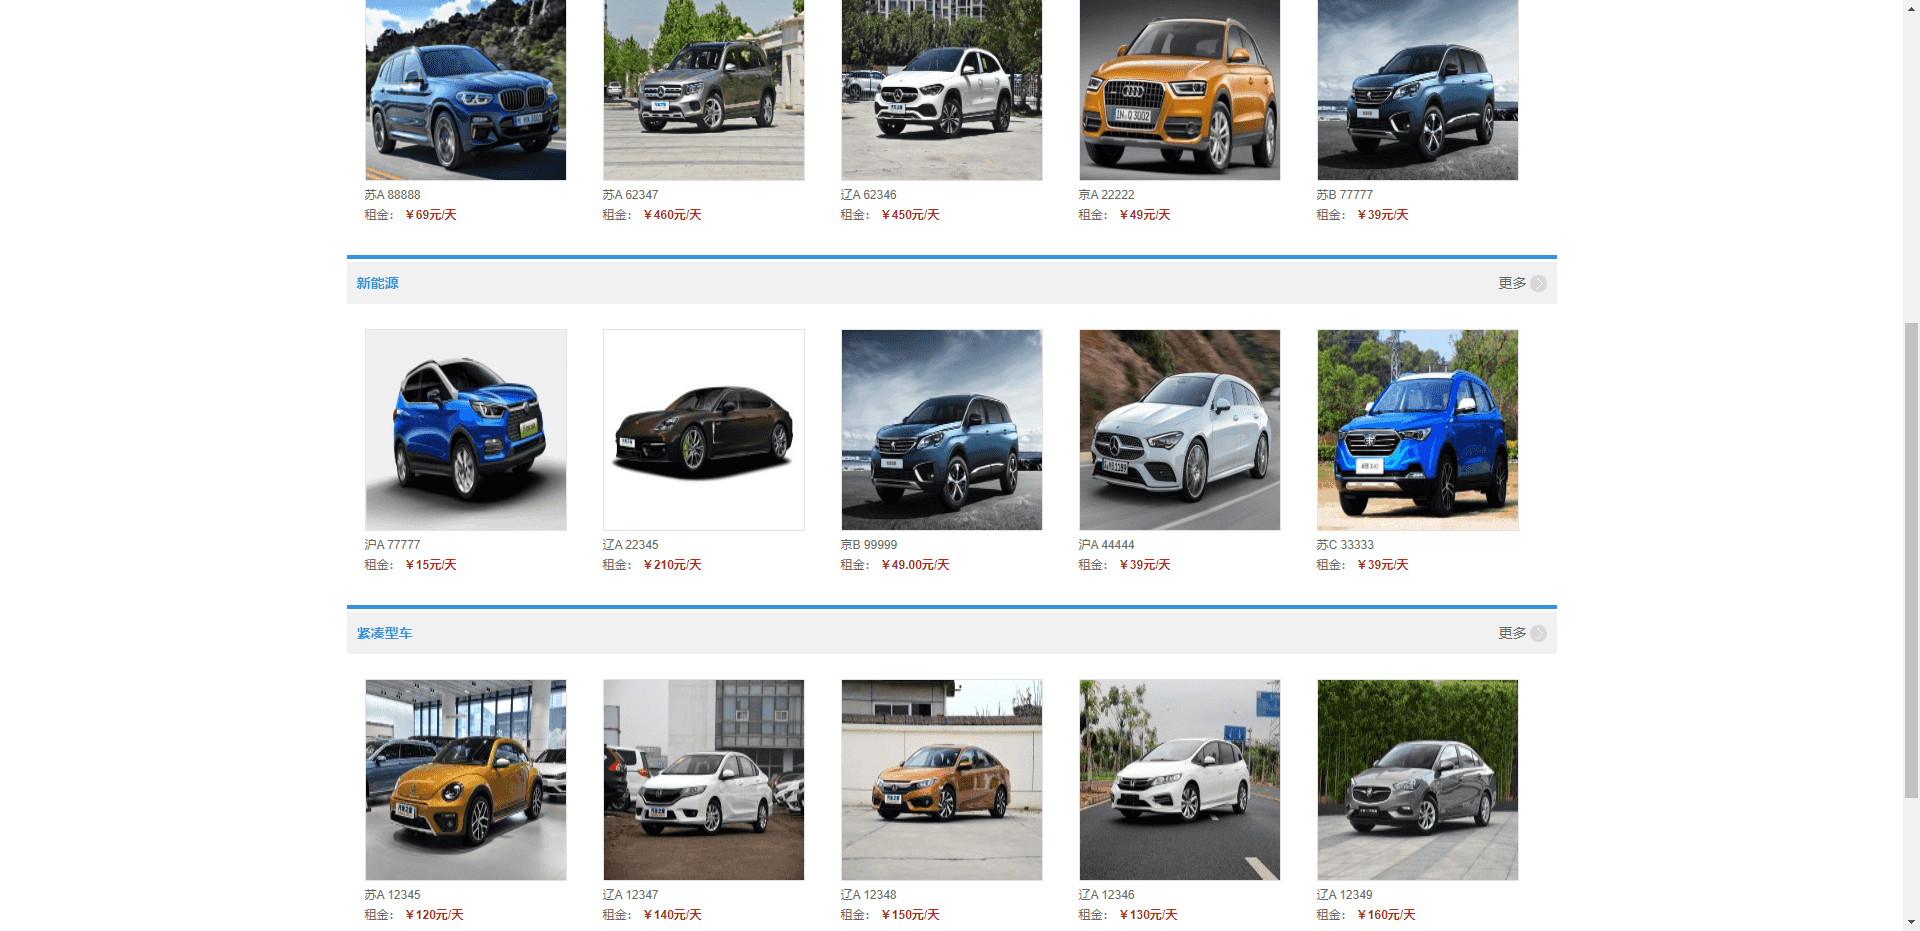 苏A 88888
租金： ￥69元/天
苏A 62347
租金： ￥460元/天
辽A 62346
租金： ￥450元/天
京A 22222
租金： ￥49元/天
苏B 77777
租金： ￥39元/天
新能源
更多
沪A 77777
租金： ￥15元/天
辽A 22345
租金： ￥210元/天
京B 99999
租金： ￥49.00元/天
沪A 44444
租金： ￥39元/天
苏C 33333
租金： ￥39元/天
紧凑型车
更多
苏A 12345
租金： ￥120元/天
辽A 12347
租金： ￥140元/天
辽A 12348
租金： ￥150元/天
辽A 12346
租金： ￥130元/天
辽A 12349
租金： ￥160元/天